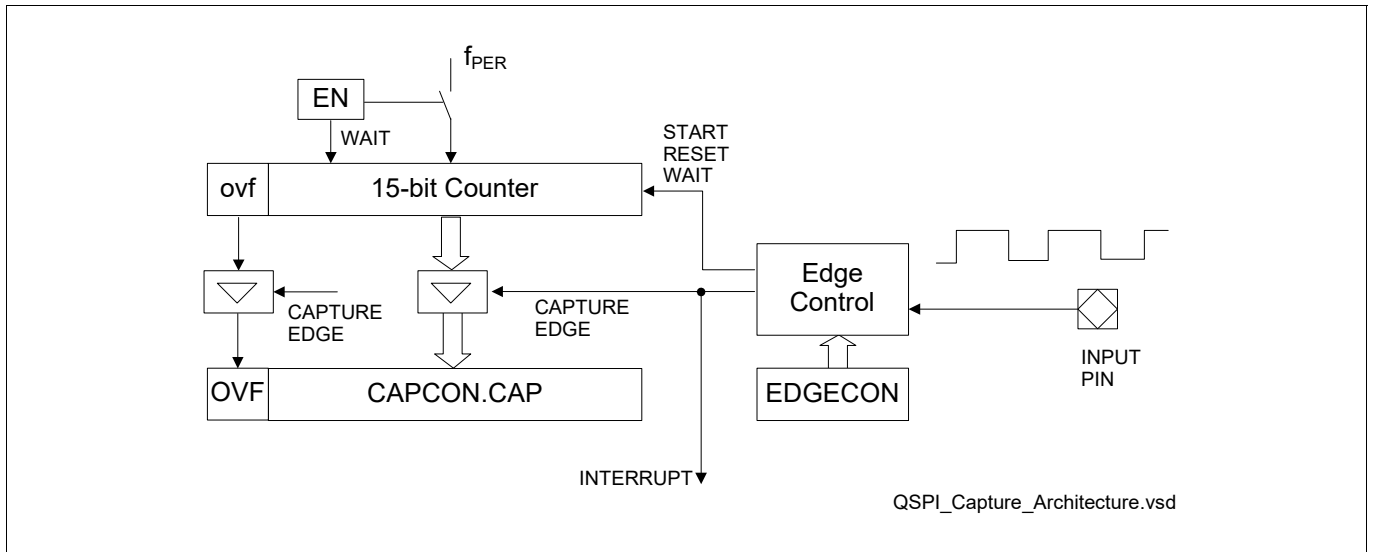 fPER
EN
WAIT
START
RESET
WAIT
ovf
15-bit Counter
Edge
Control
CAPTURE
EDGE
CAPTURE
EDGE
INPUT
PIN
OVF
CAPCON.CAP
EDGECON
INTERRUPT
QSPI_Capture_Architecture.vsd